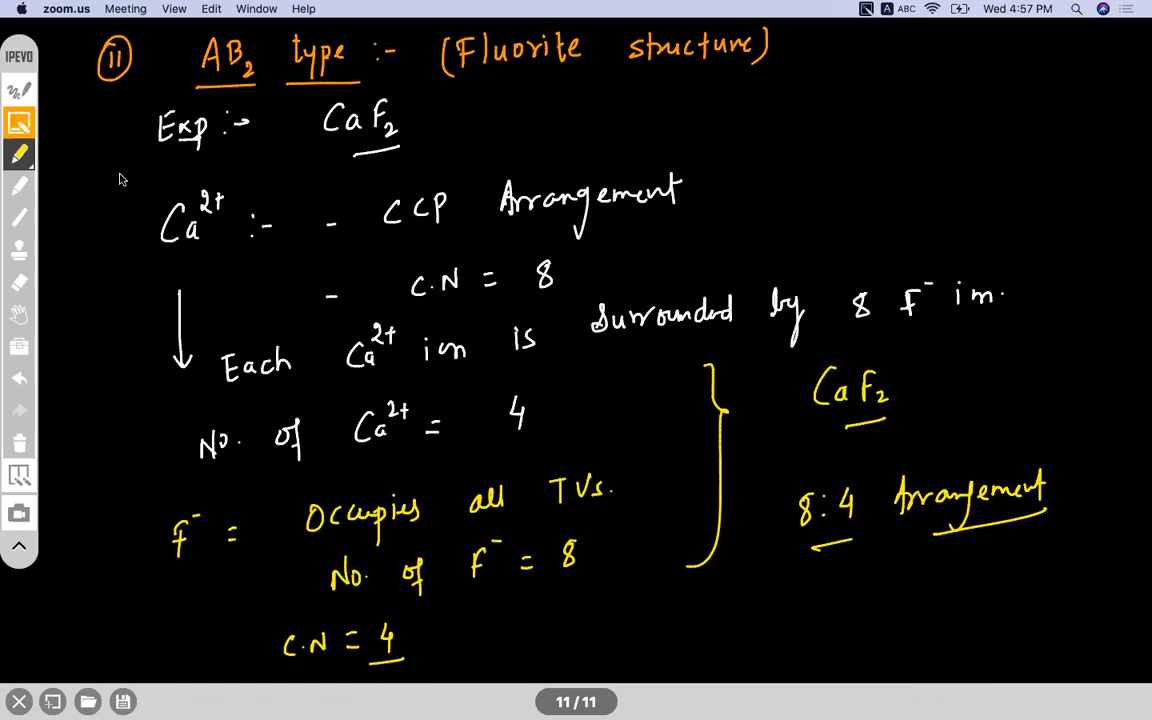 zoom.us Meeting View Edit Window Help ABC Wed 4:57 PM
IPEVO
(ii) AB₂ type :- (Fluorite structure)
Exp :- CaF₂
Ca²⁺ :- - CCP Arrangement
- C.N = 8
Each Ca²⁺ ion is surrounded by 8 F⁻ ion.
No. of Ca²⁺ = 4
CaF₂
F⁻ = Occupies all TVs.
8:4 Arrangement
No. of F⁻ = 8
C.N = 4
11/11